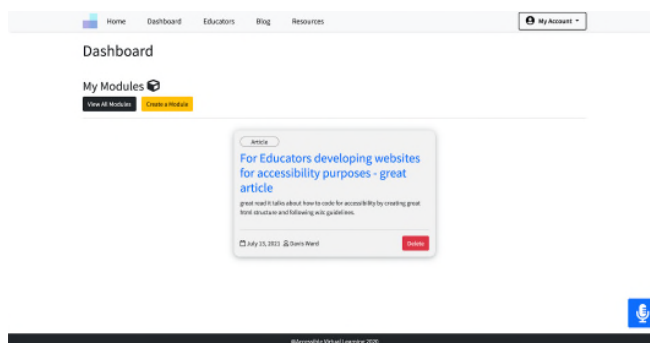 Home Dashboard Educators Blog Resources My Account
Dashboard
My Modules
View All Modules Create a Module
Article
For Educators developing websites
for accessibility purposes - great
article
great read it talks about how to code for accessibility by creating great
html structure and following w3c guidelines.
July 23, 2021 Davis Ward Delete
©Accessible Virtual Learning 2020